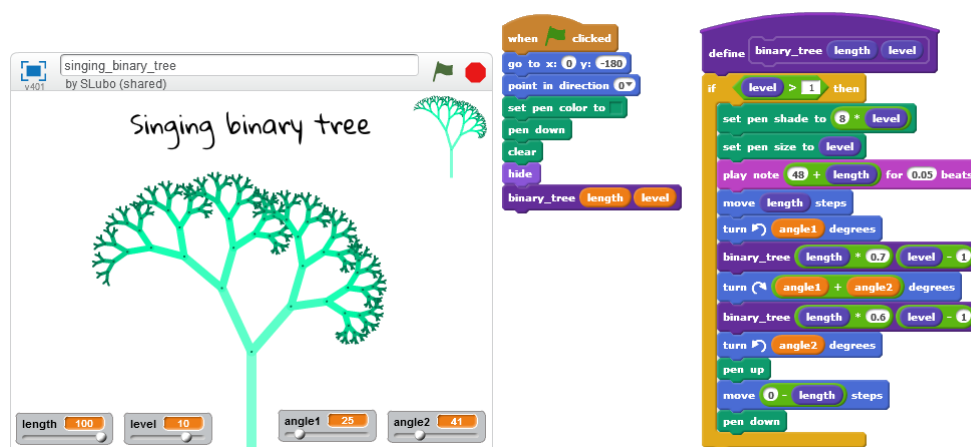 singing_binary_tree
v401
by SLubo (shared)
Singing binary tree
length 100
level 10
angle1 25
angle2 41
when clicked
go to x: 0 y: -180
point in direction 0
set pen color to
pen down
clear
hide
binary_tree length level
define binary_tree length level
if level > 1 then
set pen shade to 8 * level
set pen size to level
play note 48 + length for 0.05 beats
move length steps
turn angle1 degrees
binary_tree length * 0.7 level - 1
turn angle1 + angle2 degrees
binary_tree length * 0.6 level - 1
turn angle2 degrees
pen up
move 0 - length steps
pen down